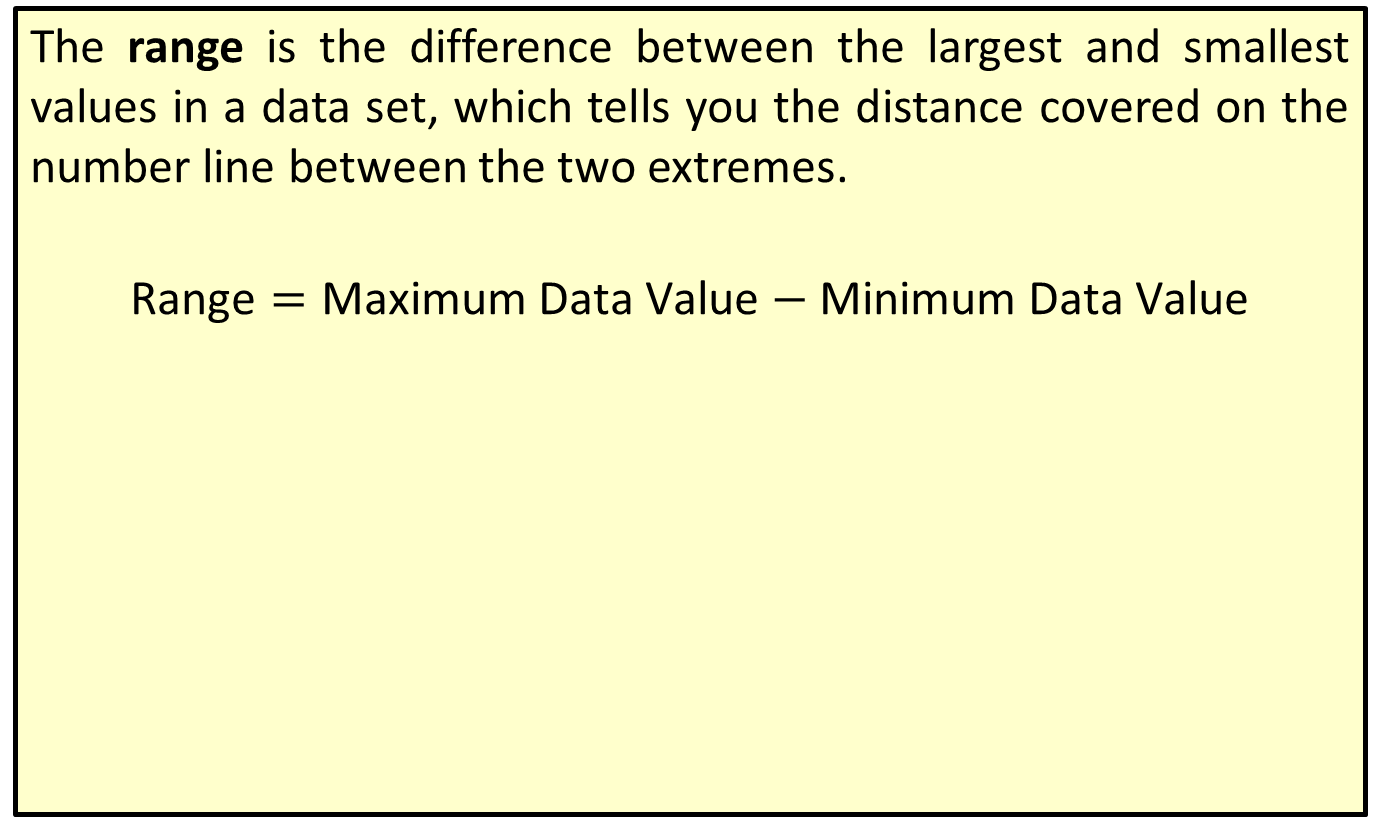 The range is the difference between the largest and smallest
values in a data set, which tells you the distance covered on the
number line between the two extremes.
Range = Maximum Data Value − Minimum Data Value